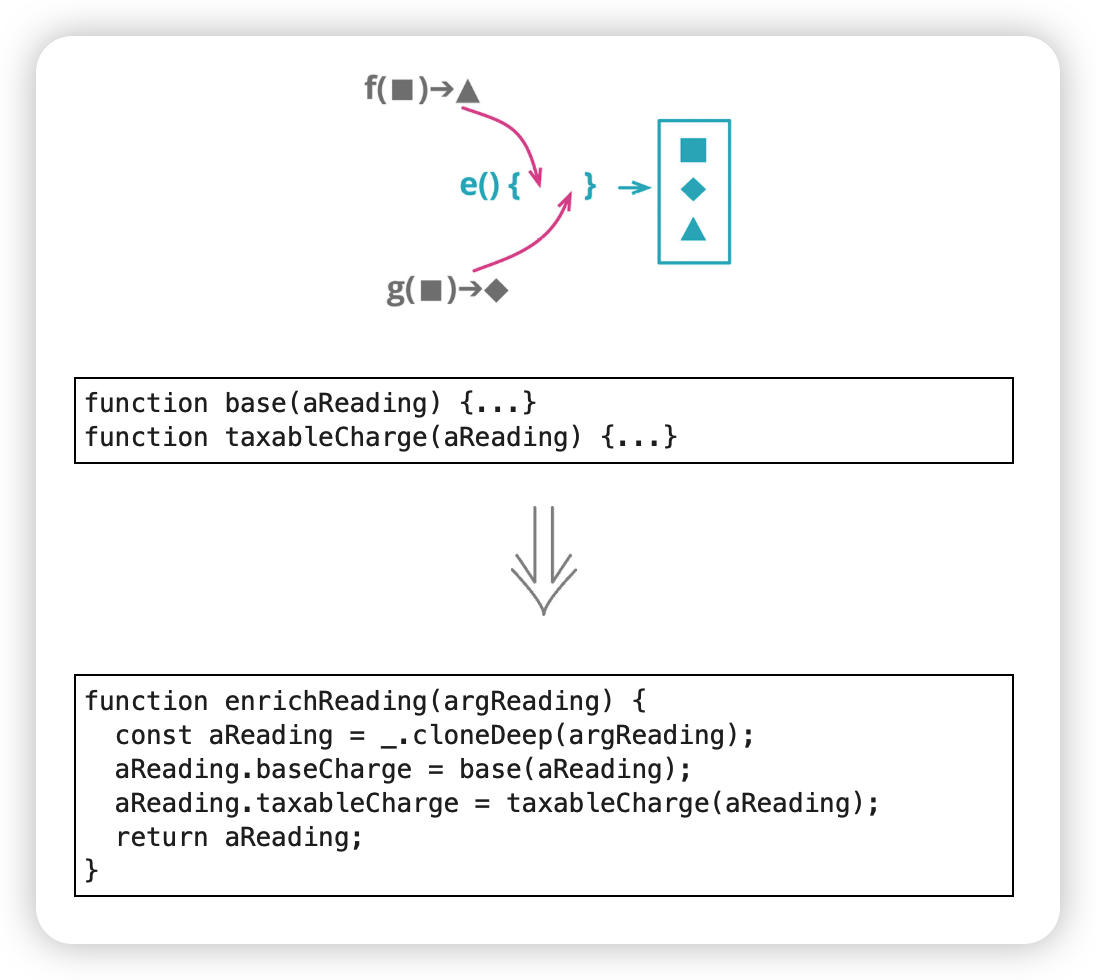 f(■)→▲
e() { } →
■
◆
▲
g(■)→◆
function base(aReading) {...}
function taxableCharge(aReading) {...}
function enrichReading(argReading) {
  const aReading = _.cloneDeep(argReading);
  aReading.baseCharge = base(aReading);
  aReading.taxableCharge = taxableCharge(aReading);
  return aReading;
}